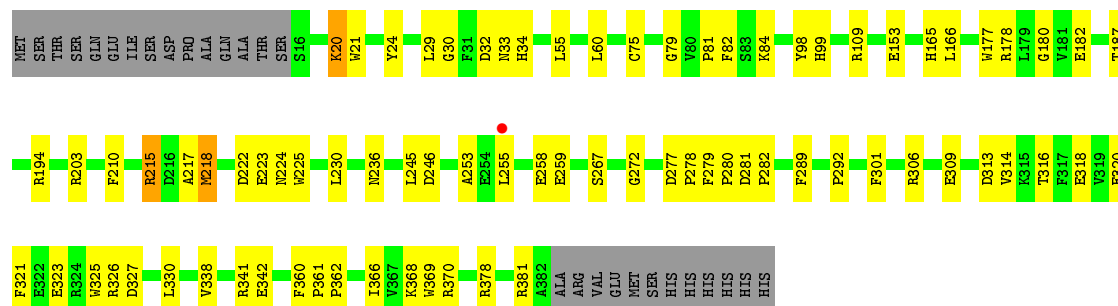 MET SER THR SER GLN GLU ILE SER ASP PRO ALA GLN ALA THR SER S16 K20 W21 Y24 L29 G30 F31 D32 N33 H34 L55 L60 C75 G79 V80 P81 F82 S83 K84 Y98 H99 R109 E153 H165 L166 W177 R178 L179 G180 V181 E182 T187
R194 R203 F210 R215 D216 A217 M218 D222 E223 N224 W225 L230 N236 L245 D246 A253 E254 L255 E258 E259 S267 G272 D277 P278 F279 P280 D281 P282 F289 P292 F301 R306 E309 D313 V314 K315 T316 F317 E318 V319
F321 E322 E323 R324 W325 R326 D327 L330 V338 R341 E342 F360 P361 P362 I366 V367 K368 W369 R370 R378 R381 A382 ALA ARG VAL GLU MET SER HIS HIS HIS HIS HIS HIS